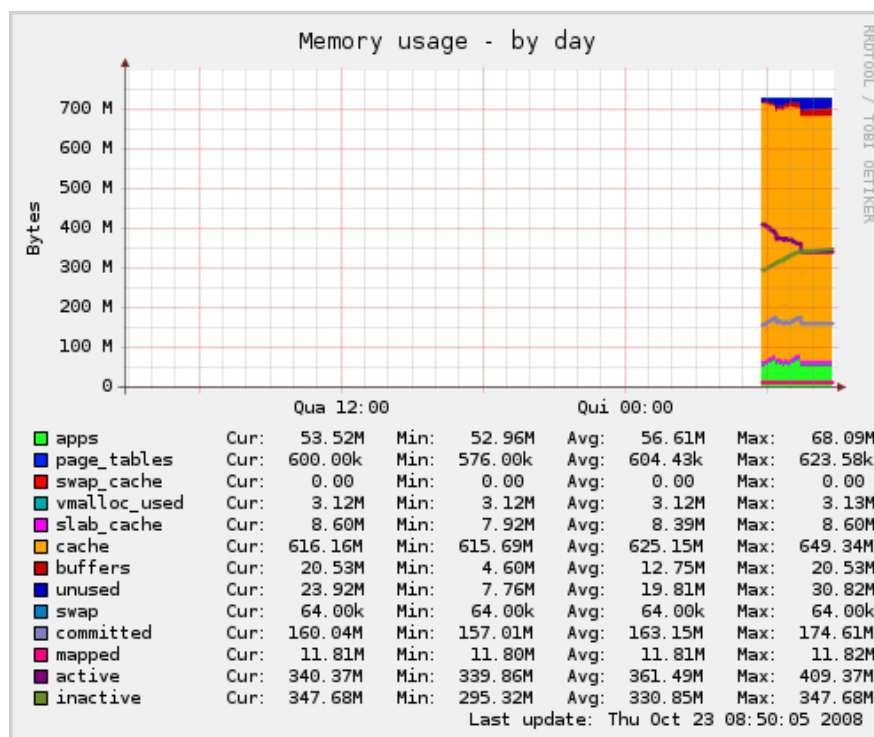 Memory usage - by day
RRDTOOL / TOBI OETIKER
Bytes
700 M
600 M
500 M
400 M
300 M
200 M
100 M
0
Qua 12:00 Qui 00:00
apps Cur: 53.52M Min: 52.96M Avg: 56.61M Max: 68.09M
page_tables Cur: 600.00k Min: 576.00k Avg: 604.43k Max: 623.58k
swap_cache Cur: 0.00 Min: 0.00 Avg: 0.00 Max: 0.00
vmalloc_used Cur: 3.12M Min: 3.12M Avg: 3.12M Max: 3.13M
slab_cache Cur: 8.60M Min: 7.92M Avg: 8.39M Max: 8.60M
cache Cur: 616.16M Min: 615.69M Avg: 625.15M Max: 649.34M
buffers Cur: 20.53M Min: 4.60M Avg: 12.75M Max: 20.53M
unused Cur: 23.92M Min: 7.76M Avg: 19.81M Max: 30.82M
swap Cur: 64.00k Min: 64.00k Avg: 64.00k Max: 64.00k
committed Cur: 160.04M Min: 157.01M Avg: 163.15M Max: 174.61M
mapped Cur: 11.81M Min: 11.80M Avg: 11.81M Max: 11.82M
active Cur: 340.37M Min: 339.86M Avg: 361.49M Max: 409.37M
inactive Cur: 347.68M Min: 295.32M Avg: 330.85M Max: 347.68M
Last update: Thu Oct 23 08:50:05 2008